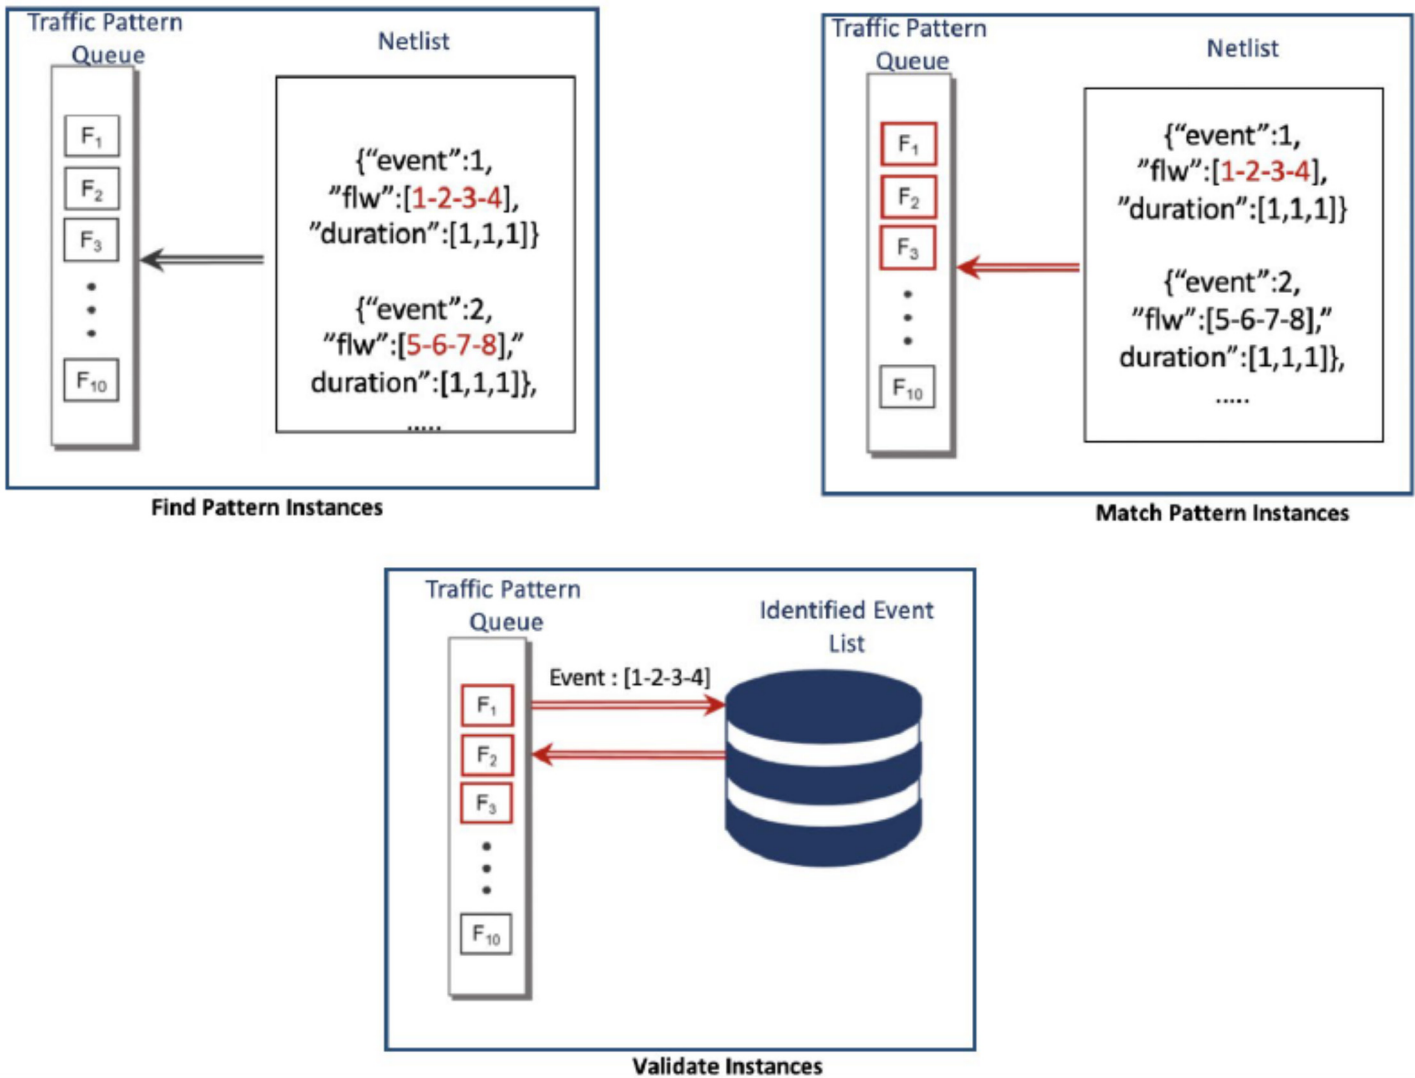 Traffic Pattern
Queue
Netlist
F1
F2
F3
F10
{“event”:1,
”flw”:[1-2-3-4],
”duration”:[1,1,1]}
{“event”:2,
”flw”:[5-6-7-8],”
duration”:[1,1,1]},
.....
Find Pattern Instances
Traffic Pattern
Queue
Netlist
F1
F2
F3
F10
{“event”:1,
”flw”:[1-2-3-4],
”duration”:[1,1,1]}
{“event”:2,
”flw”:[5-6-7-8],”
duration”:[1,1,1]},
.....
Match Pattern Instances
Traffic Pattern
Queue
Identified Event
List
Event : [1-2-3-4]
F1
F2
F3
F10
Validate Instances